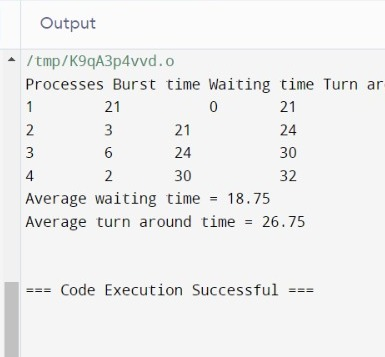 Output
/tmp/K9qA3p4vvd.o
Processes Burst time Waiting time Turn ar
1 21 0 21
2 3 21 24
3 6 24 30
4 2 30 32
Average waiting time = 18.75
Average turn around time = 26.75
=== Code Execution Successful ===